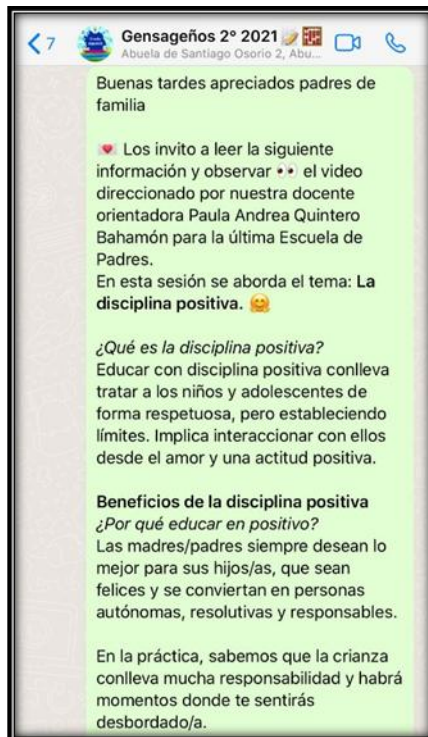 7
Gensageños 2º 2021
Abuela de Santiago Osorio 2, Abu...
Buenas tardes apreciados padres de
familia
💌 Los invito a leer la siguiente
información y observar 👀 el video
direccionado por nuestra docente
orientadora Paula Andrea Quintero
Bahamón para la última Escuela de
Padres.
En esta sesión se aborda el tema: La
disciplina positiva. 🤗
¿Qué es la disciplina positiva?
Educar con disciplina positiva conlleva
tratar a los niños y adolescentes de
forma respetuosa, pero estableciendo
límites. Implica interaccionar con ellos
desde el amor y una actitud positiva.
Beneficios de la disciplina positiva
¿Por qué educar en positivo?
Las madres/padres siempre desean lo
mejor para sus hijos/as, que sean
felices y se conviertan en personas
autónomas, resolutivas y responsables.
En la práctica, sabemos que la crianza
conlleva mucha responsabilidad y habrá
momentos donde te sentirás
desbordado/a.